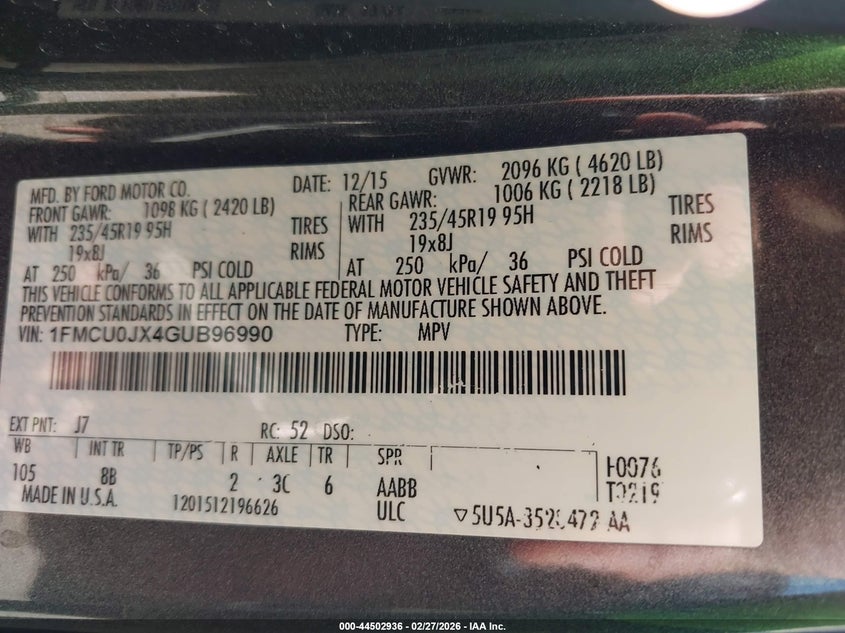 MFD. BY FORD MOTOR CO. DATE: 12/15 GVWR: 2096 KG ( 4620 LB)
FRONT GAWR: 1098 KG ( 2420 LB) REAR GAWR: 1006 KG ( 2218 LB)
WITH 235/45R19 95H TIRES WITH 235/45R19 95H TIRES
19x8J RIMS 19x8J RIMS
AT 250 kPa/ 36 PSI COLD AT 250 kPa/ 36 PSI COLD
THIS VEHICLE CONFORMS TO ALL APPLICABLE FEDERAL MOTOR VEHICLE SAFETY AND THEFT
PREVENTION STANDARDS IN EFFECT ON THE DATE OF MANUFACTURE SHOWN ABOVE.
VIN: 1FMCU0JX4GUB96990 TYPE: MPV
EXT PNT: J7 RC: 52 DSO:
WB INT TR TP/PS R AXLE TR SPR
105 8B 2 3C 6 AABB
MADE IN U.S.A. 1201512196626 ULC
000-44502936 - 02/27/2026 - IAA Inc.